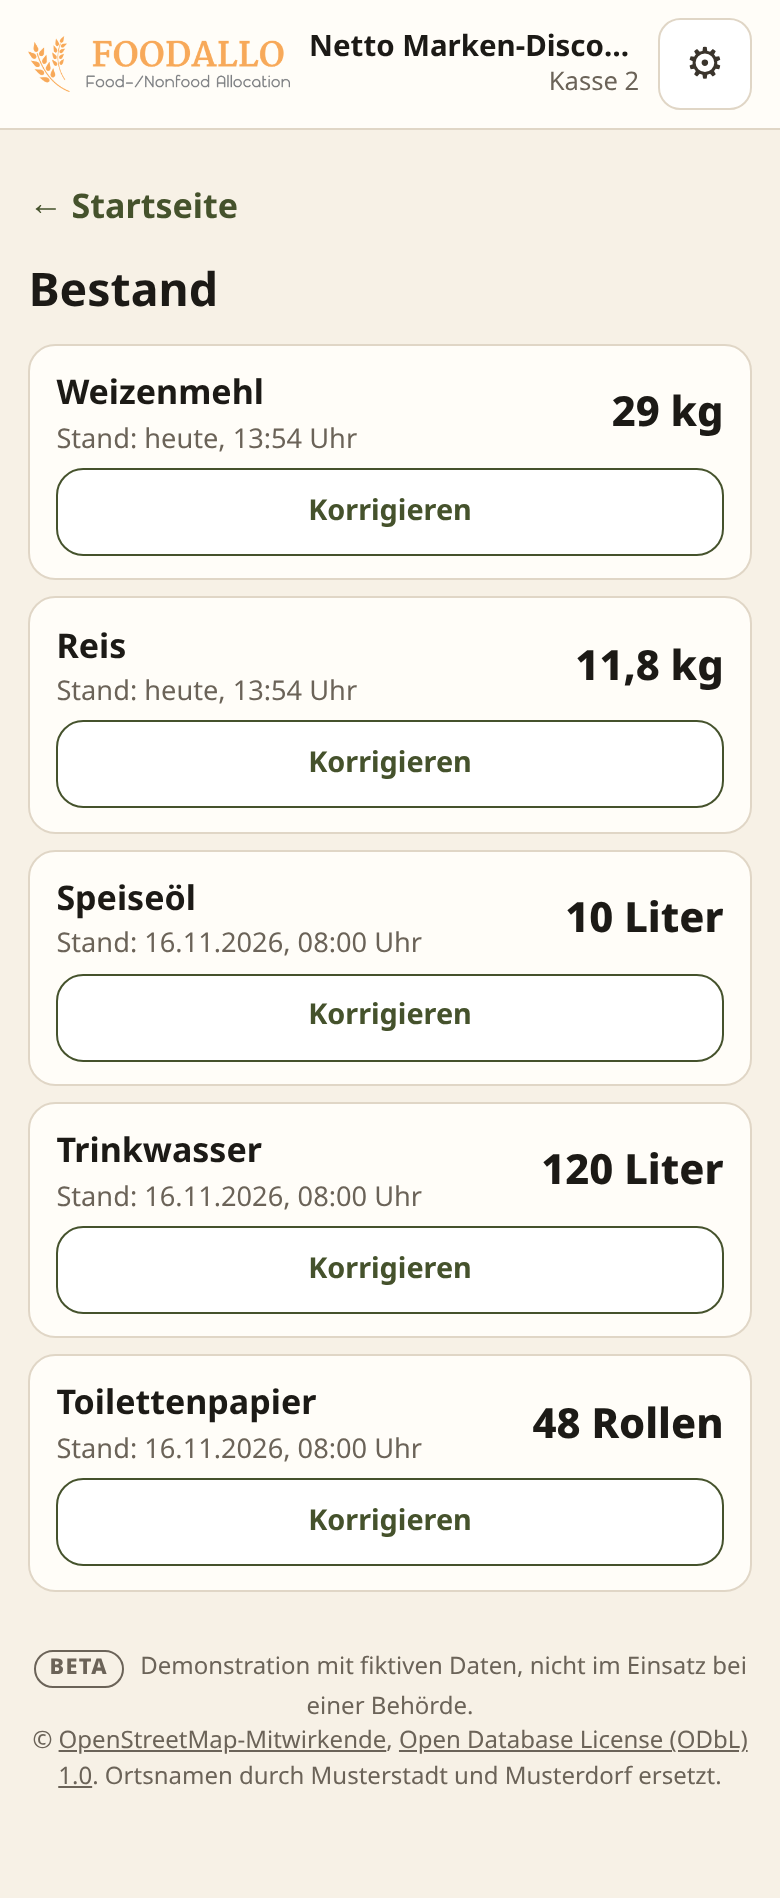 FOODALLO
Food-/Nonfood Allocation
Netto Marken-Disco...
Kasse 2
← Startseite
Bestand
Weizenmehl
Stand: heute, 13:54 Uhr
29 kg
Korrigieren
Reis
Stand: heute, 13:54 Uhr
11,8 kg
Korrigieren
Speiseöl
Stand: 16.11.2026, 08:00 Uhr
10 Liter
Korrigieren
Trinkwasser
Stand: 16.11.2026, 08:00 Uhr
120 Liter
Korrigieren
Toilettenpapier
Stand: 16.11.2026, 08:00 Uhr
48 Rollen
Korrigieren
BETA Demonstration mit fiktiven Daten, nicht im Einsatz bei
einer Behörde.
© OpenStreetMap-Mitwirkende, Open Database License (ODbL)
1.0. Ortsnamen durch Musterstadt und Musterdorf ersetzt.